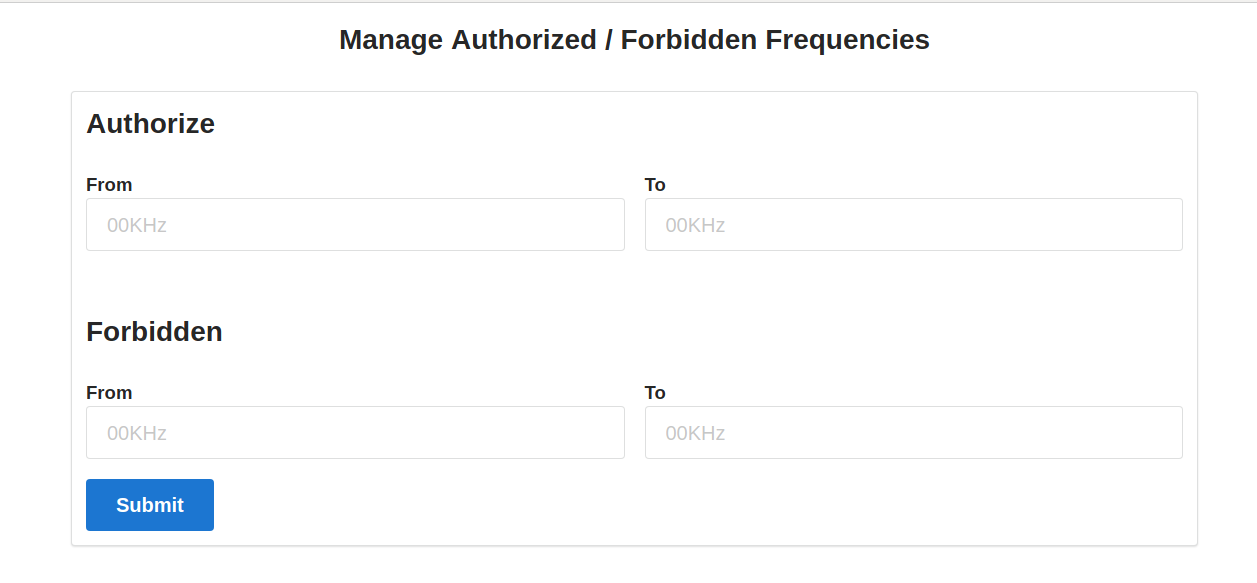 Manage Authorized / Forbidden Frequencies
Authorize
From
To
00KHz
00KHz
Forbidden
From
To
00KHz
00KHz
Submit